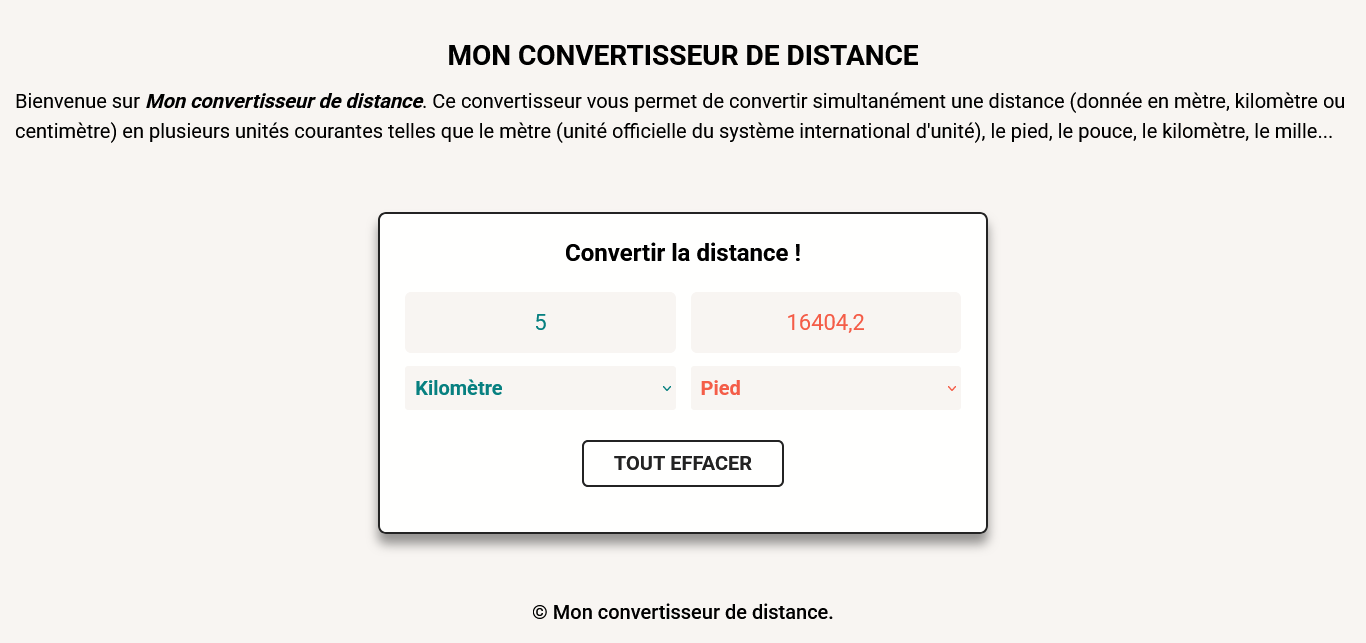 MON CONVERTISSEUR DE DISTANCE
Bienvenue sur Mon convertisseur de distance. Ce convertisseur vous permet de convertir simultanément une distance (donnée en mètre, kilomètre ou
centimètre) en plusieurs unités courantes telles que le mètre (unité officielle du système international d'unité), le pied, le pouce, le kilomètre, le mille...
Convertir la distance !
5 16404,2
Kilomètre Pied
TOUT EFFACER
© Mon convertisseur de distance.